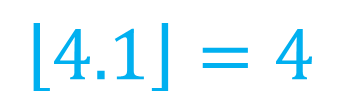 ⌊4.1⌋ = 4